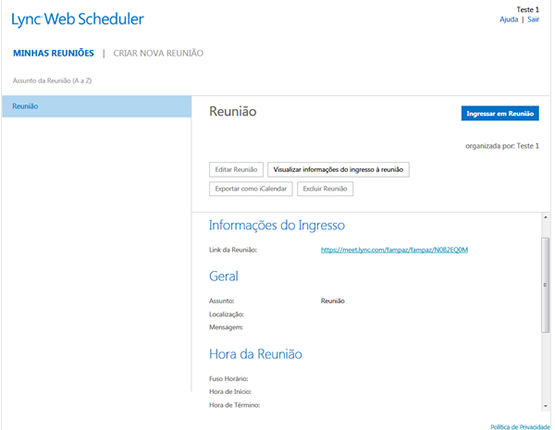 Teste 1
Lync Web Scheduler
Ajuda | Sair
MINHAS REUNIÕES | CRIAR NOVA REUNIÃO
Assunto da Reunião (A a Z)
Reunião
Reunião
Ingressar em Reunião
organizada por: Teste 1
Editar Reunião
Visualizar informações do ingresso à reunião
Exportar como iCalendar
Excluir Reunião
Informações do Ingresso
Link da Reunião: https://meet.lync.com/fampaz/fampaz/N082EQ0M
Geral
Assunto: Reunião
Localização:
Mensagem:
Hora da Reunião
Fuso Horário:
Hora de Início:
Hora de Término:
Política de Privacidade